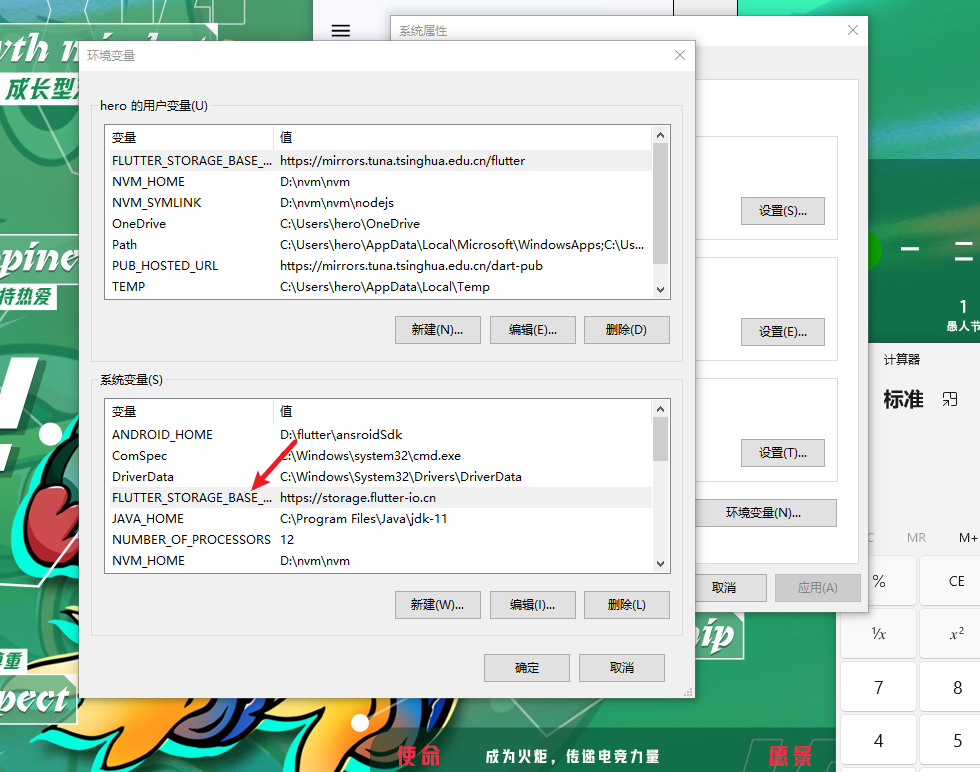 系统属性
环境变量
成长型
hero 的用户变量(U)
变量 值
FLUTTER_STORAGE_BASE_... https://mirrors.tuna.tsinghua.edu.cn/flutter
NVM_HOME D:\nvm\nvm
NVM_SYMLINK D:\nvm\nvm\nodejs
OneDrive C:\Users\hero\OneDrive
Path C:\Users\hero\AppData\Local\Microsoft\WindowsApps;C:\Us...
PUB_HOSTED_URL https://mirrors.tuna.tsinghua.edu.cn/dart-pub
TEMP C:\Users\hero\AppData\Local\Temp
新建(N)... 编辑(E)... 删除(D)
系统变量(S)
变量 值
ANDROID_HOME D:\flutter\ansroidSdk
ComSpec C:\Windows\system32\cmd.exe
DriverData C:\Windows\System32\Drivers\DriverData
FLUTTER_STORAGE_BASE_... https://storage.flutter-io.cn
JAVA_HOME C:\Program Files\Java\jdk-11
NUMBER_OF_PROCESSORS 12
NVM_HOME D:\nvm\nvm
新建(W)... 编辑(I)... 删除(L)
确定 取消
设置(S)...
设置(E)...
设置(T)...
环境变量(N)...
取消 应用(A)
一 二
1
愚人节
计算器
标准
MR M+
% CE
¹/x x²
7 8
4 5
持热爱
使命 成为火炬，传递电竞力量 愿景